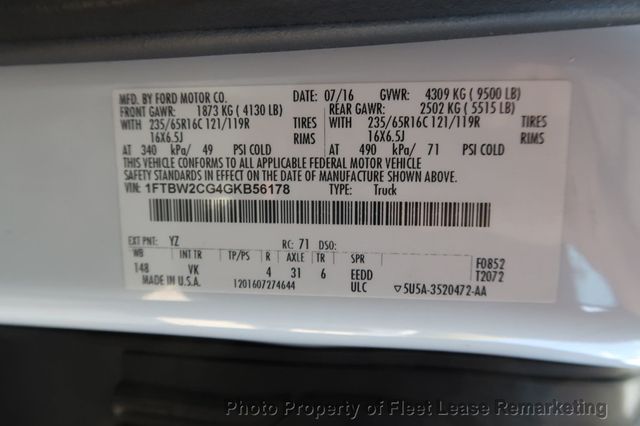 MFD. BY FORD MOTOR CO. DATE: 07/16 GVWR: 4309 KG ( 9500 LB)
FRONT GAWR: 1873 KG ( 4130 LB) REAR GAWR: 2502 KG ( 5515 LB)
WITH 235/65R16C 121/119R TIRES WITH 235/65R16C 121/119R TIRES
16X6.5J RIMS 16X6.5J RIMS
AT 340 kPa/ 49 PSI COLD AT 490 kPa/ 71 PSI COLD
THIS VEHICLE CONFORMS TO ALL APPLICABLE FEDERAL MOTOR VEHICLE
SAFETY STANDARDS IN EFFECT ON THE DATE OF MANUFACTURE SHOWN ABOVE.
VIN: 1FTBW2CG4GKB56178 TYPE: Truck
EXT PNT: YZ RC: 71 DSO:
WB INT TR TP/PS R AXLE TR SPR F0852
148 VK 4 31 6 EEDD T2072
MADE IN U.S.A. 1201607274644 ULC ▽5U5A-3520472-AA
Photo Property of Fleet Lease Remarketing